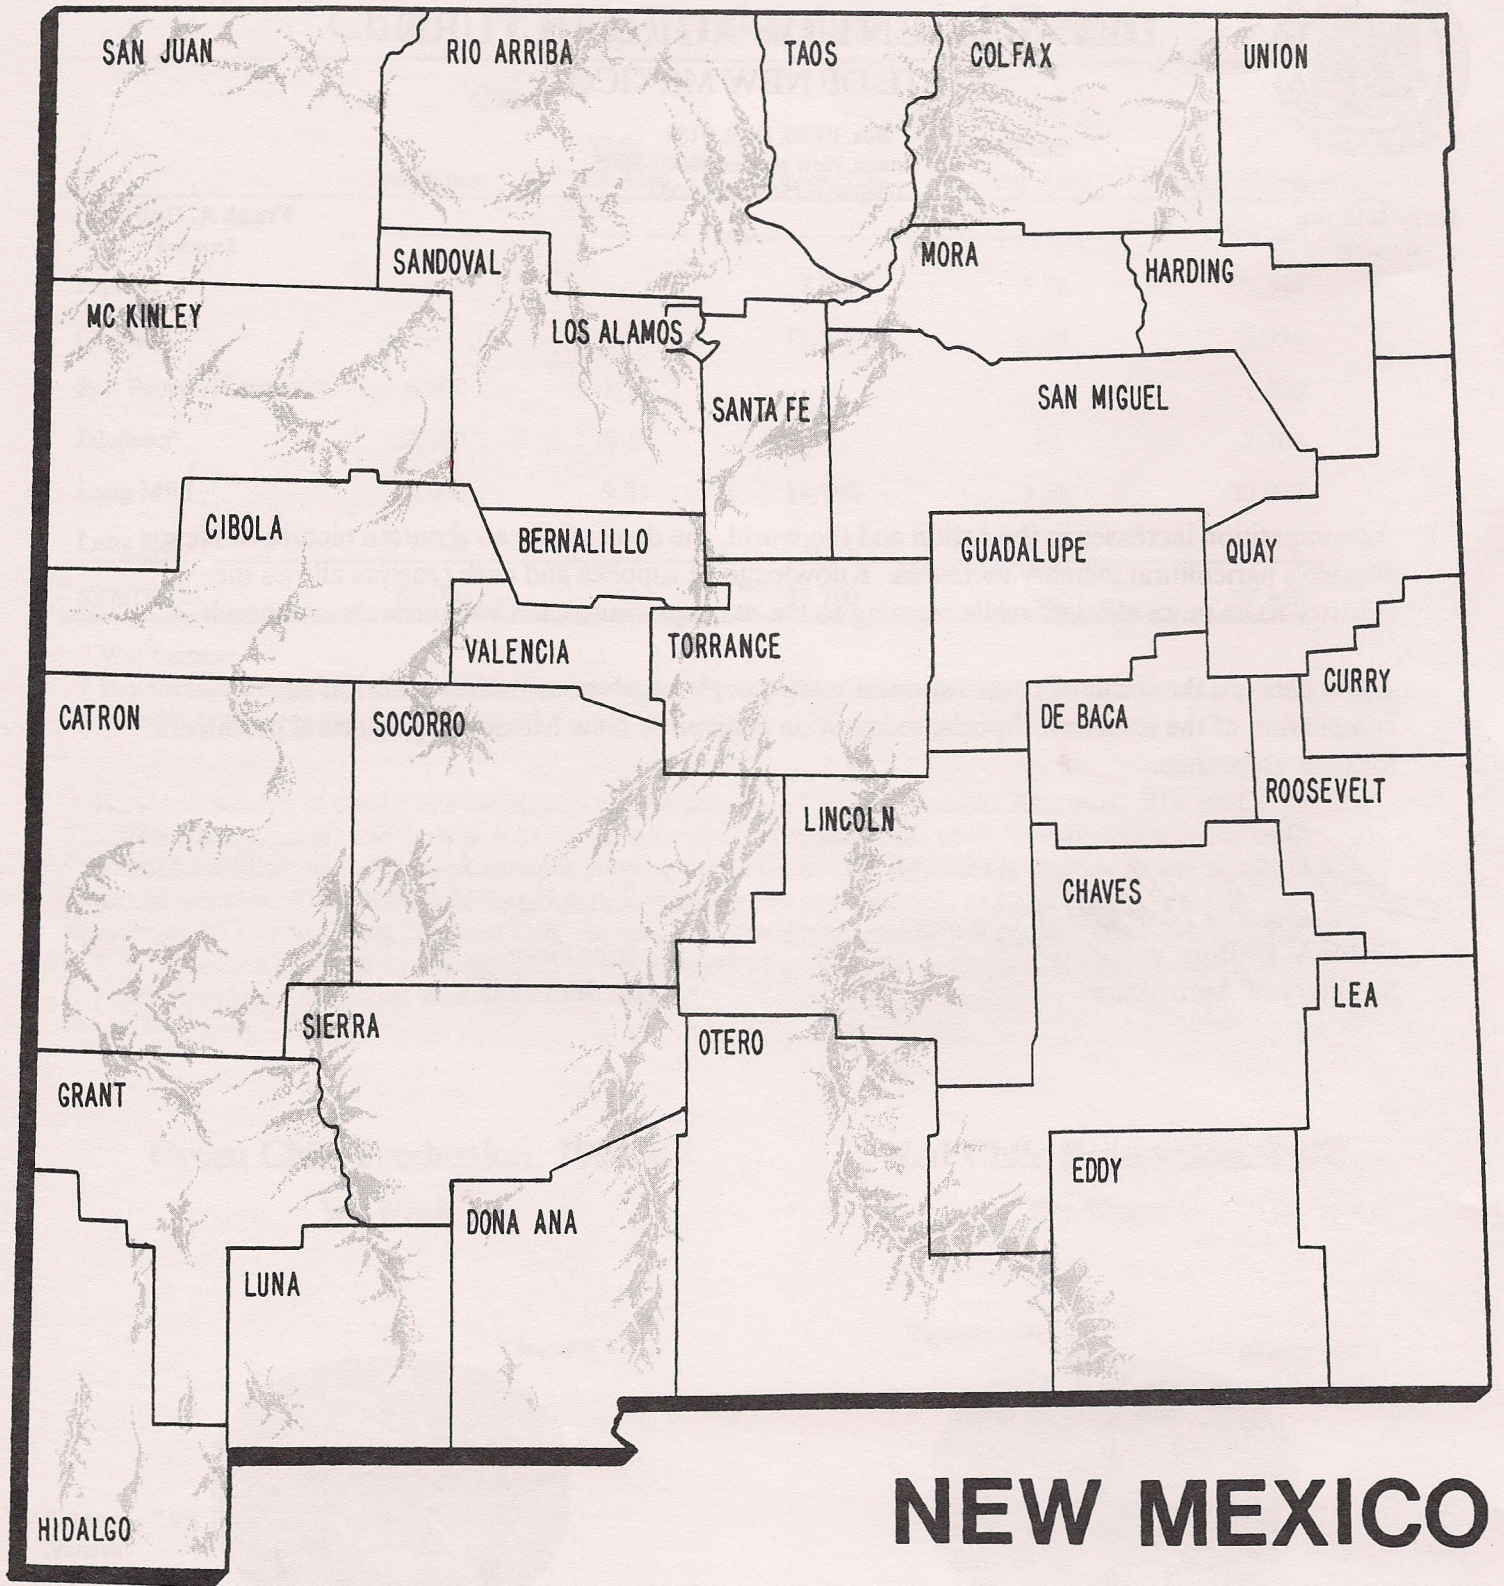 SAN JUAN
RIO ARRIBA
TAOS
COLFAX
UNION
SANDOVAL
MORA
HARDING
MC KINLEY
LOS ALAMOS
SANTA FE
SAN MIGUEL
CIBOLA
BERNALILLO
GUADALUPE
QUAY
VALENCIA
TORRANCE
CURRY
CATRON
SOCORRO
DE BACA
ROOSEVELT
LINCOLN
CHAVES
LEA
SIERRA
OTERO
GRANT
EDDY
DONA ANA
LUNA
HIDALGO
NEW MEXICO